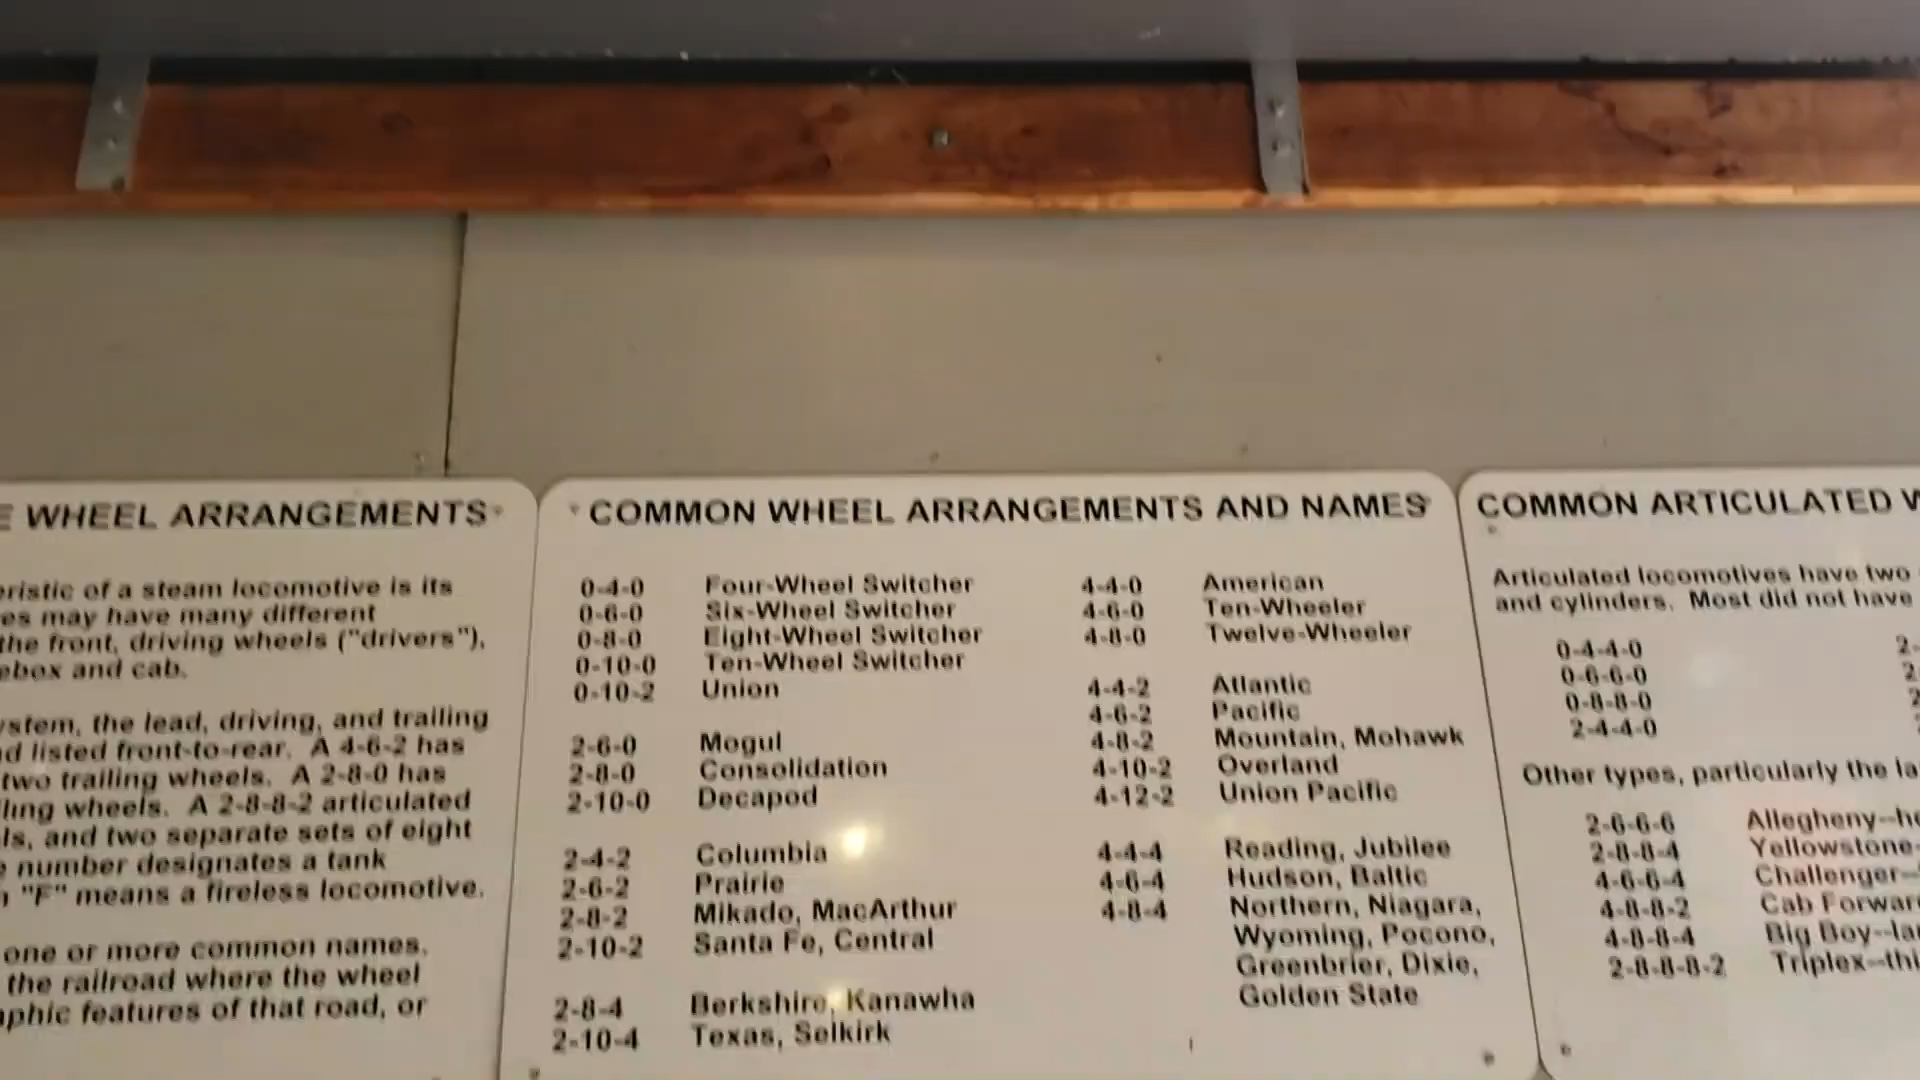 E WHEEL ARRANGEMENTS
eristic of a steam locomotive is its
es may have many different
the front, driving wheels ("drivers"),
ebox and cab.
ystem, the lead, driving, and trailing
nd listed front-to-rear. A 4-6-2 has
two trailing wheels. A 2-8-0 has
ling wheels. A 2-8-8-2 articulated
ls, and two separate sets of eight
e number designates a tank
"F" means a fireless locomotive.
one or more common names.
the railroad where the wheel
aphic features of that road, or
COMMON WHEEL ARRANGEMENTS AND NAMES
0-4-0 Four-Wheel Switcher
0-6-0 Six-Wheel Switcher
0-8-0 Eight-Wheel Switcher
0-10-0 Ten-Wheel Switcher
0-10-2 Union
2-6-0 Mogul
2-8-0 Consolidation
2-10-0 Decapod
2-4-2 Columbia
2-6-2 Prairie
2-8-2 Mikado, MacArthur
2-10-2 Santa Fe, Central
2-8-4 Berkshire, Kanawha
2-10-4 Texas, Selkirk
4-4-0 American
4-6-0 Ten-Wheeler
4-8-0 Twelve-Wheeler
4-4-2 Atlantic
4-6-2 Pacific
4-8-2 Mountain, Mohawk
4-10-2 Overland
4-12-2 Union Pacific
4-4-4 Reading, Jubilee
4-6-4 Hudson, Baltic
4-8-4 Northern, Niagara,
Wyoming, Pocono,
Greenbrier, Dixie,
Golden State
COMMON ARTICULATED W
Articulated locomotives have two
and cylinders. Most did not have
0-4-4-0 2-
0-6-6-0 2
0-8-8-0 2
2-4-4-0
Other types, particularly the la
2-6-6-6 Allegheny--he
2-8-8-4 Yellowstone-
4-6-6-4 Challenger--
4-8-8-2 Cab Forwar
4-8-8-4 Big Boy--la
2-8-8-8-2 Triplex--thi